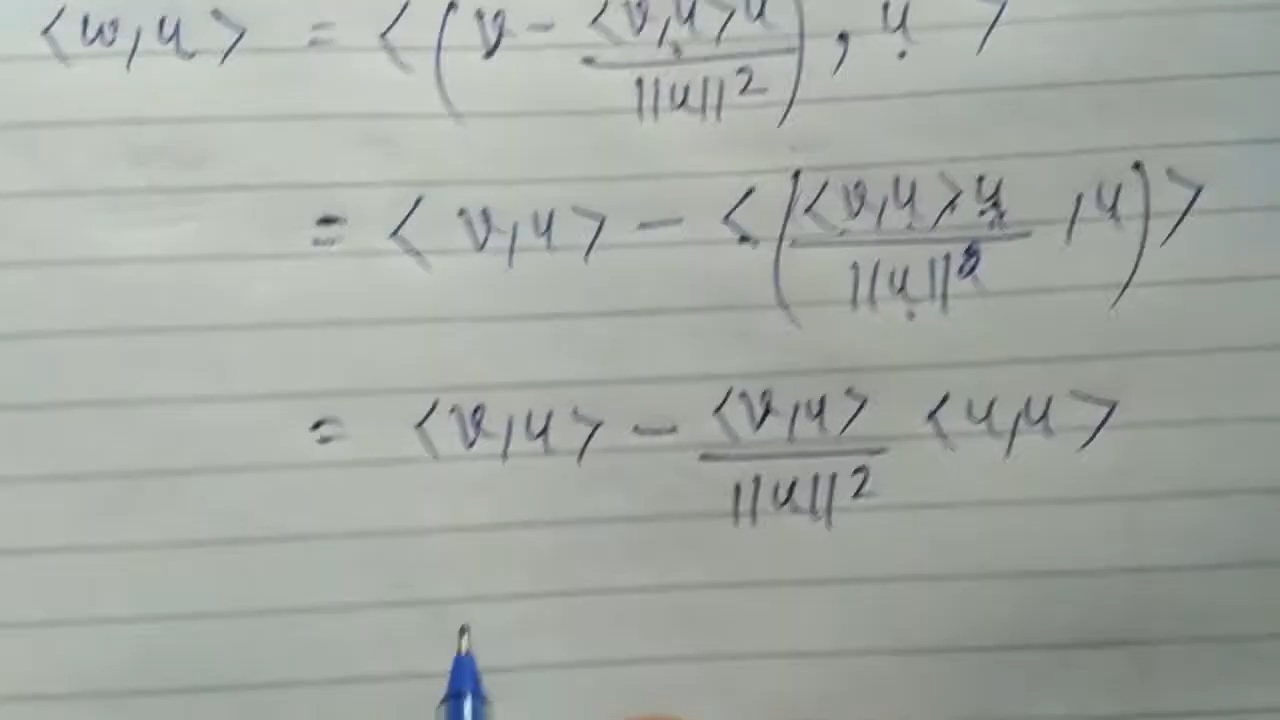 <w,u> = <(v - <v,u>u / ||u||²), u>
= <v,u> - <(<v,u>u / ||u||² , u)>
= <v,u> - <v,u> / ||u||² <u,u>